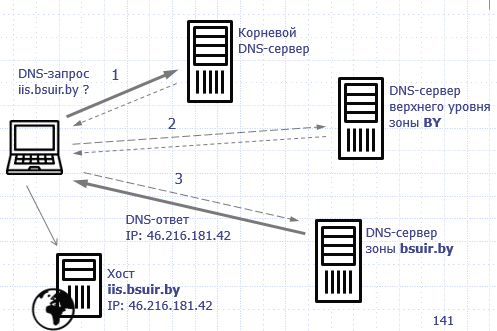 Корневой
DNS-сервер
DNS-запрос
iis.bsuir.by ?
1
DNS-сервер
верхнего уровня
зоны BY
2
3
DNS-ответ
IP: 46.216.181.42
DNS-сервер
зоны bsuir.by
Хост
iis.bsuir.by
IP: 46.216.181.42
141